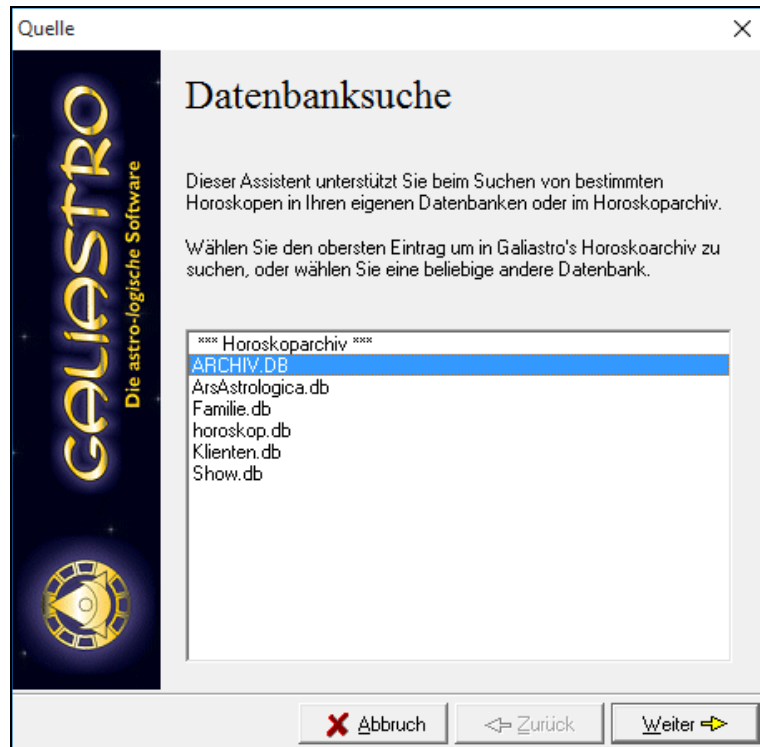 Quelle
GALIASTRO
Die astro-logische Software
Datenbanksuche
Dieser Assistent unterstützt Sie beim Suchen von bestimmten
Horoskopen in Ihren eigenen Datenbanken oder im Horoskoparchiv.
Wählen Sie den obersten Eintrag um in Galiastro's Horoskoarchiv zu
suchen, oder wählen Sie eine beliebige andere Datenbank.
*** Horoskoparchiv ***
ARCHIV.DB
ArsAstrologica.db
Familie.db
horoskop.db
Klienten.db
Show.db
Abbruch
Zurück
Weiter